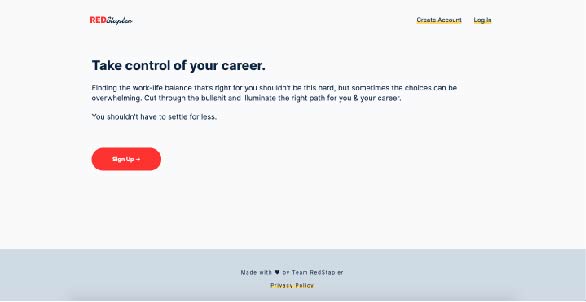 REDStapler
Create Account
Log in
Take control of your career.
Finding the work-life balance that's right for you shouldn't be this hard, but sometimes the choices can be
overwhelming. Cut through the bullshit and illuminate the right path for you & your career.
You shouldn't have to settle for less.
Sign Up →
Made with ♥ by Team RedStapler
Privacy Policy